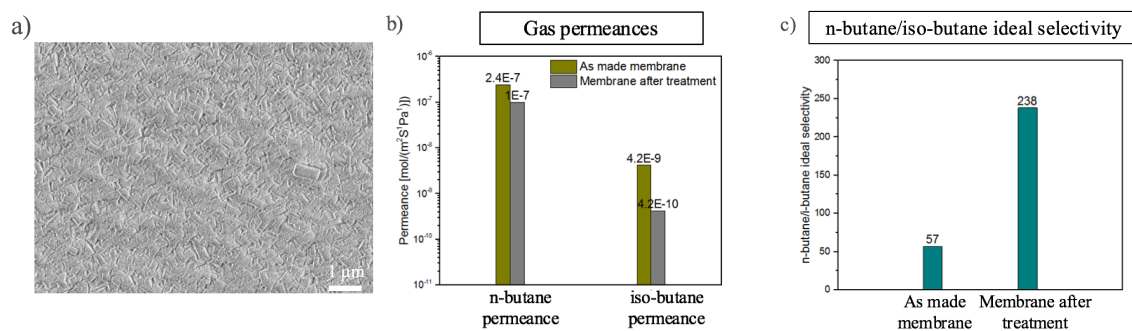 a)
1 μm
b)
Gas permeances
As made membrane
Membrane after treatment
Permeance [mol/(m²S¹Pa¹)]
10⁻⁶
10⁻⁷
10⁻⁸
10⁻⁹
10⁻¹⁰
10⁻¹¹
2.4E-7
1E-7
4.2E-9
4.2E-10
n-butane
permeance
iso-butane
permeance
c)
n-butane/iso-butane ideal selectivity
n-butane/i-butane ideal selectivity
300
250
200
150
100
50
0
57
238
As made
membrane
Membrane after
treatment